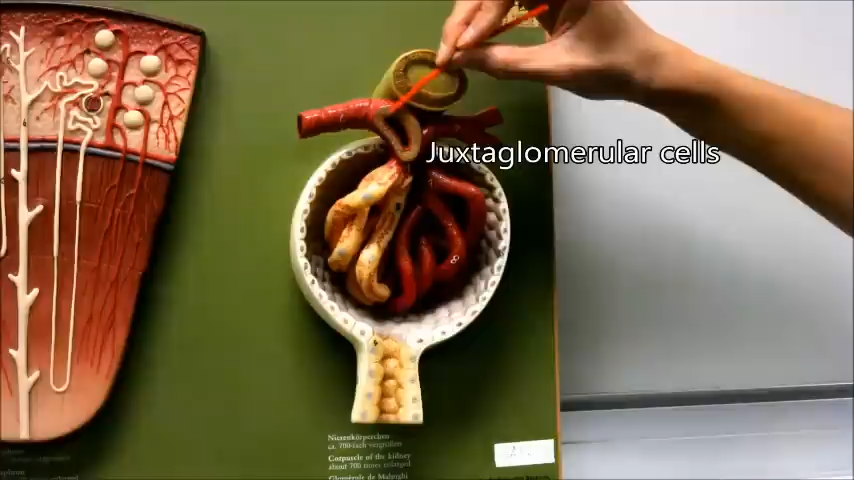 Juxtaglomerular cells
Nierenkörperchen
ca. 700-fach vergrößert
Corpuscle of the kidney
about 700 times enlarged
Glomérule de Malpighi